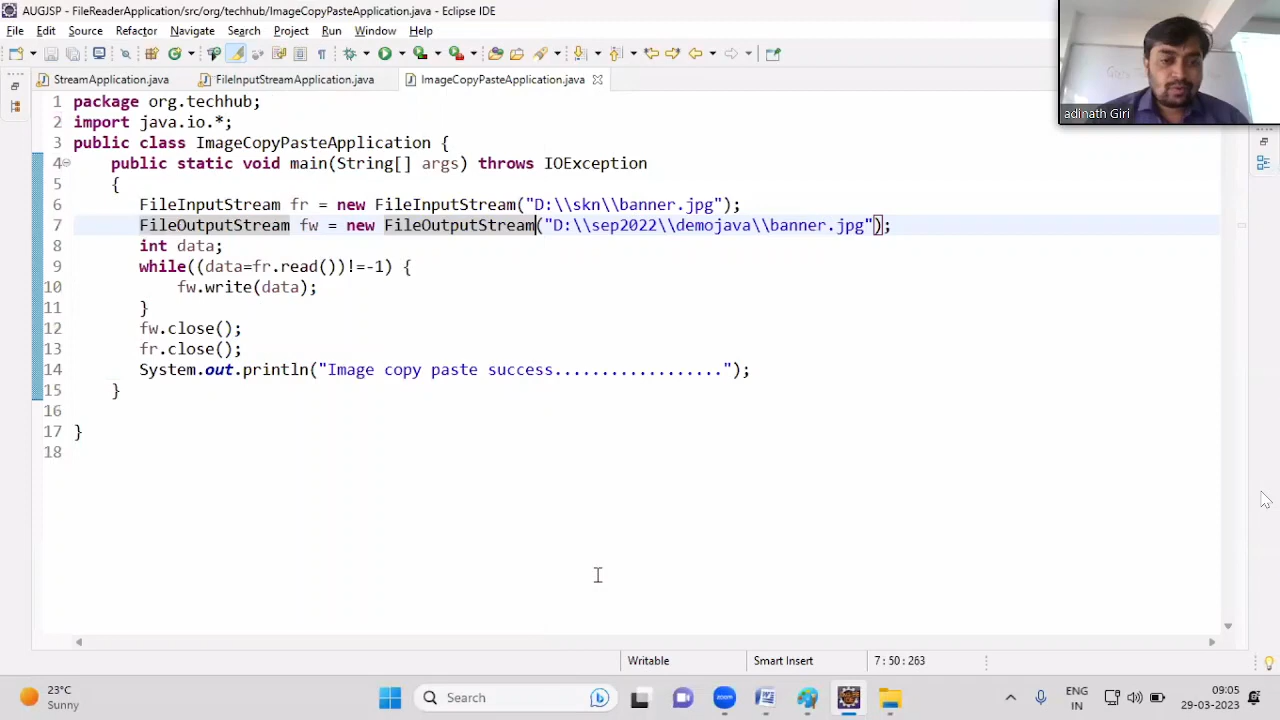 AUGJSP - FileReaderApplication/src/org/techhub/ImageCopyPasteApplication.java - Eclipse IDE
File Edit Source Refactor Navigate Search Project Run Window Help
StreamApplication.java FileInputStreamApplication.java ImageCopyPasteApplication.java
adinath Giri
1 package org.techhub;
2 import java.io.*;
3 public class ImageCopyPasteApplication {
4 public static void main(String[] args) throws IOException
5 {
6 FileInputStream fr = new FileInputStream("D:\\skn\\banner.jpg");
7 FileOutputStream fw = new FileOutputStream("D:\\sep2022\\demojava\\banner.jpg");
8 int data;
9 while((data=fr.read())!=-1) {
10 fw.write(data);
11 }
12 fw.close();
13 fr.close();
14 System.out.println("Image copy paste success..................");
15 }
16
17 }
18
Writable Smart Insert 7 : 50 : 263
23°C
Sunny
Search
ENG
IN
09:05
29-03-2023